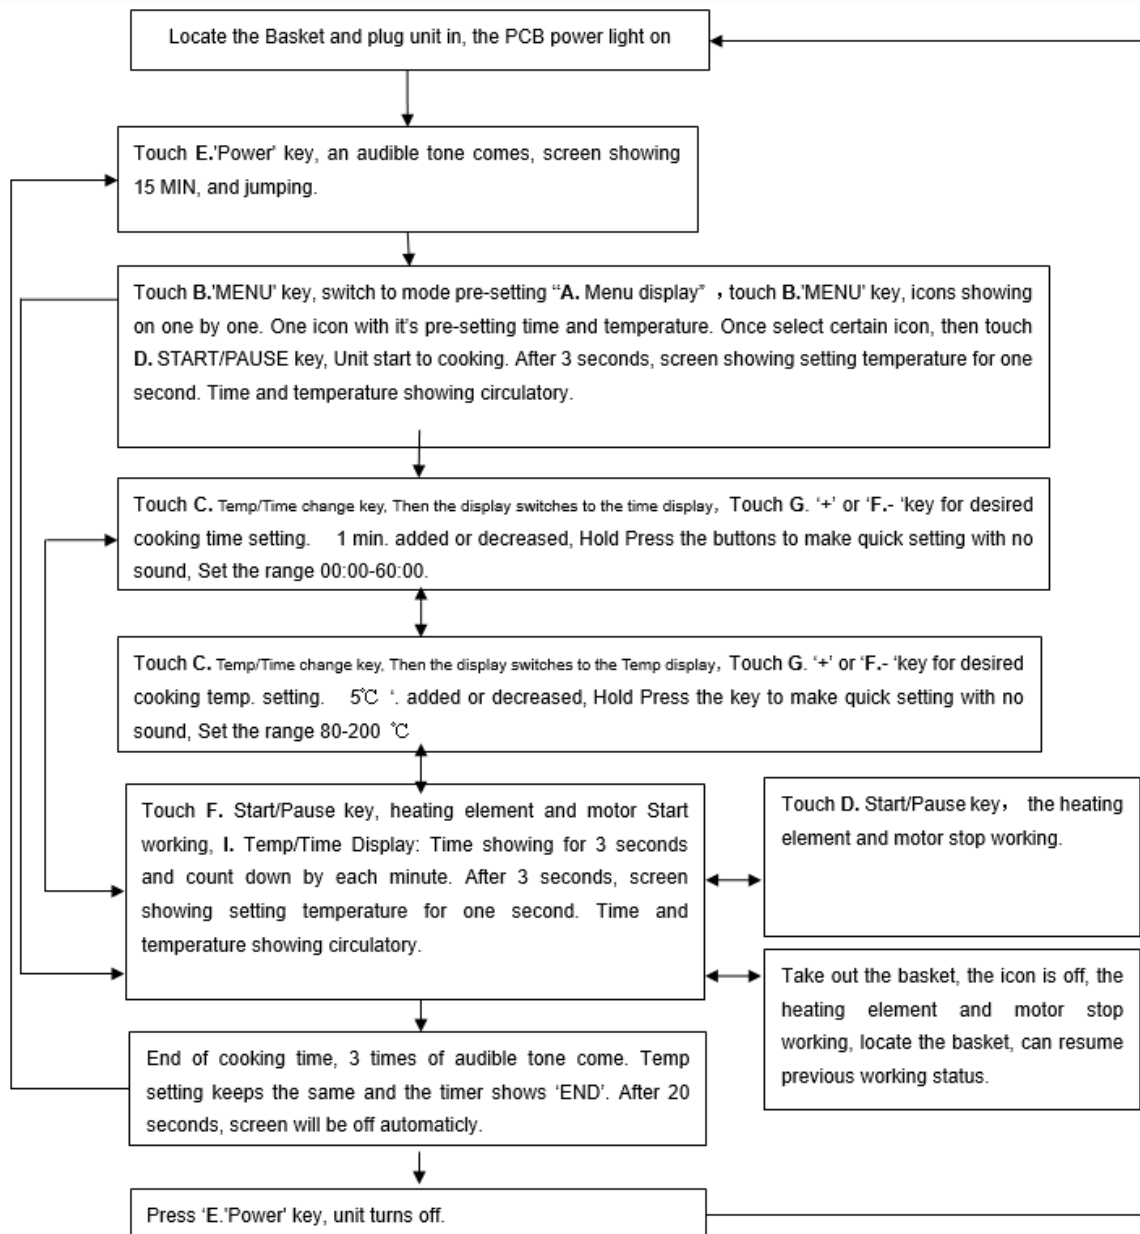 Locate the Basket and plug unit in, the PCB power light on
Touch E.'Power' key, an audible tone comes, screen showing
15 MIN, and jumping.
Touch B.'MENU' key, switch to mode pre-setting “A. Menu display” ，touch B.'MENU' key, icons showing
on one by one. One icon with it's pre-setting time and temperature. Once select certain icon, then touch
D. START/PAUSE key, Unit start to cooking. After 3 seconds, screen showing setting temperature for one
second. Time and temperature showing circulatory.
Touch C. Temp/Time change key, Then the display switches to the time display, Touch G. ‘+’ or ‘F.- ‘key for desired
cooking time setting. 1 min. added or decreased, Hold Press the buttons to make quick setting with no
sound, Set the range 00:00-60:00.
Touch C. Temp/Time change key, Then the display switches to the Temp display, Touch G. ‘+’ or ‘F.- ‘key for desired
cooking temp. setting. 5℃ ‘. added or decreased, Hold Press the key to make quick setting with no
sound, Set the range 80-200 ℃
Touch F. Start/Pause key, heating element and motor Start
working, I. Temp/Time Display: Time showing for 3 seconds
and count down by each minute. After 3 seconds, screen
showing setting temperature for one second. Time and
temperature showing circulatory.
Touch D. Start/Pause key， the heating
element and motor stop working.
Take out the basket, the icon is off, the
heating element and motor stop
working, locate the basket, can resume
previous working status.
End of cooking time, 3 times of audible tone come. Temp
setting keeps the same and the timer shows ‘END’. After 20
seconds, screen will be off automaticly.
Press ‘E.'Power' key, unit turns off.